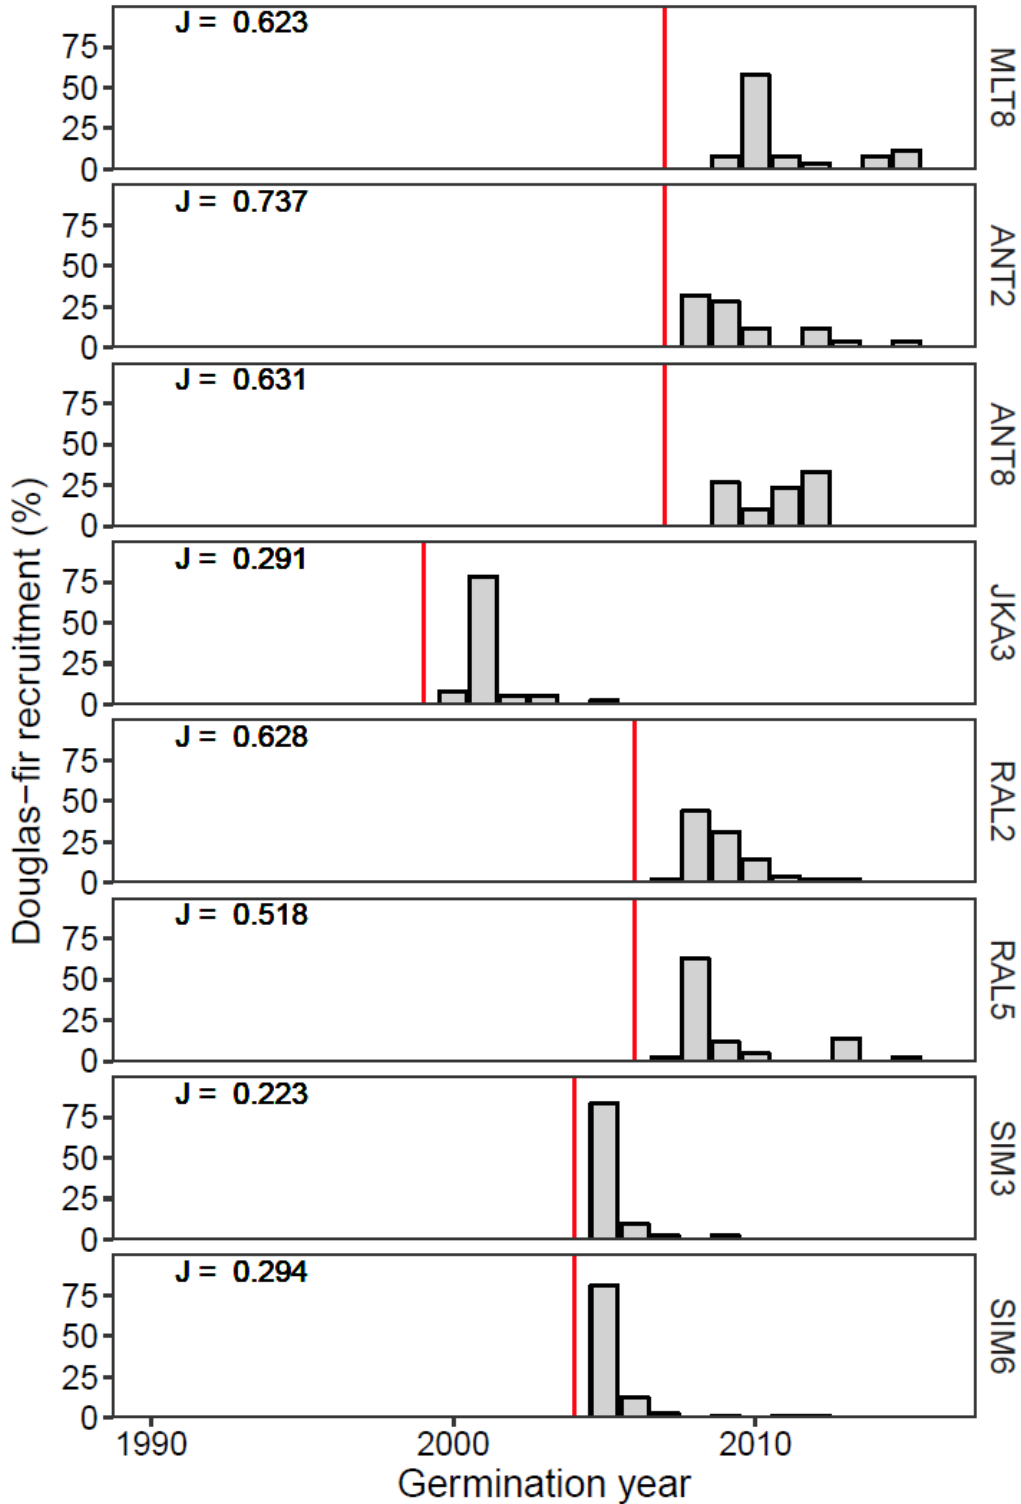 J = 0.623
75
50
25
0
MLT8
J = 0.737
75
50
25
0
ANT2
J = 0.631
75
50
25
0
ANT8
J = 0.291
75
50
25
0
JKA3
J = 0.628
75
50
25
0
RAL2
J = 0.518
75
50
25
0
RAL5
J = 0.223
75
50
25
0
SIM3
J = 0.294
75
50
25
0
SIM6
Douglas−fir recruitment (%)
1990 2000 2010
Germination year